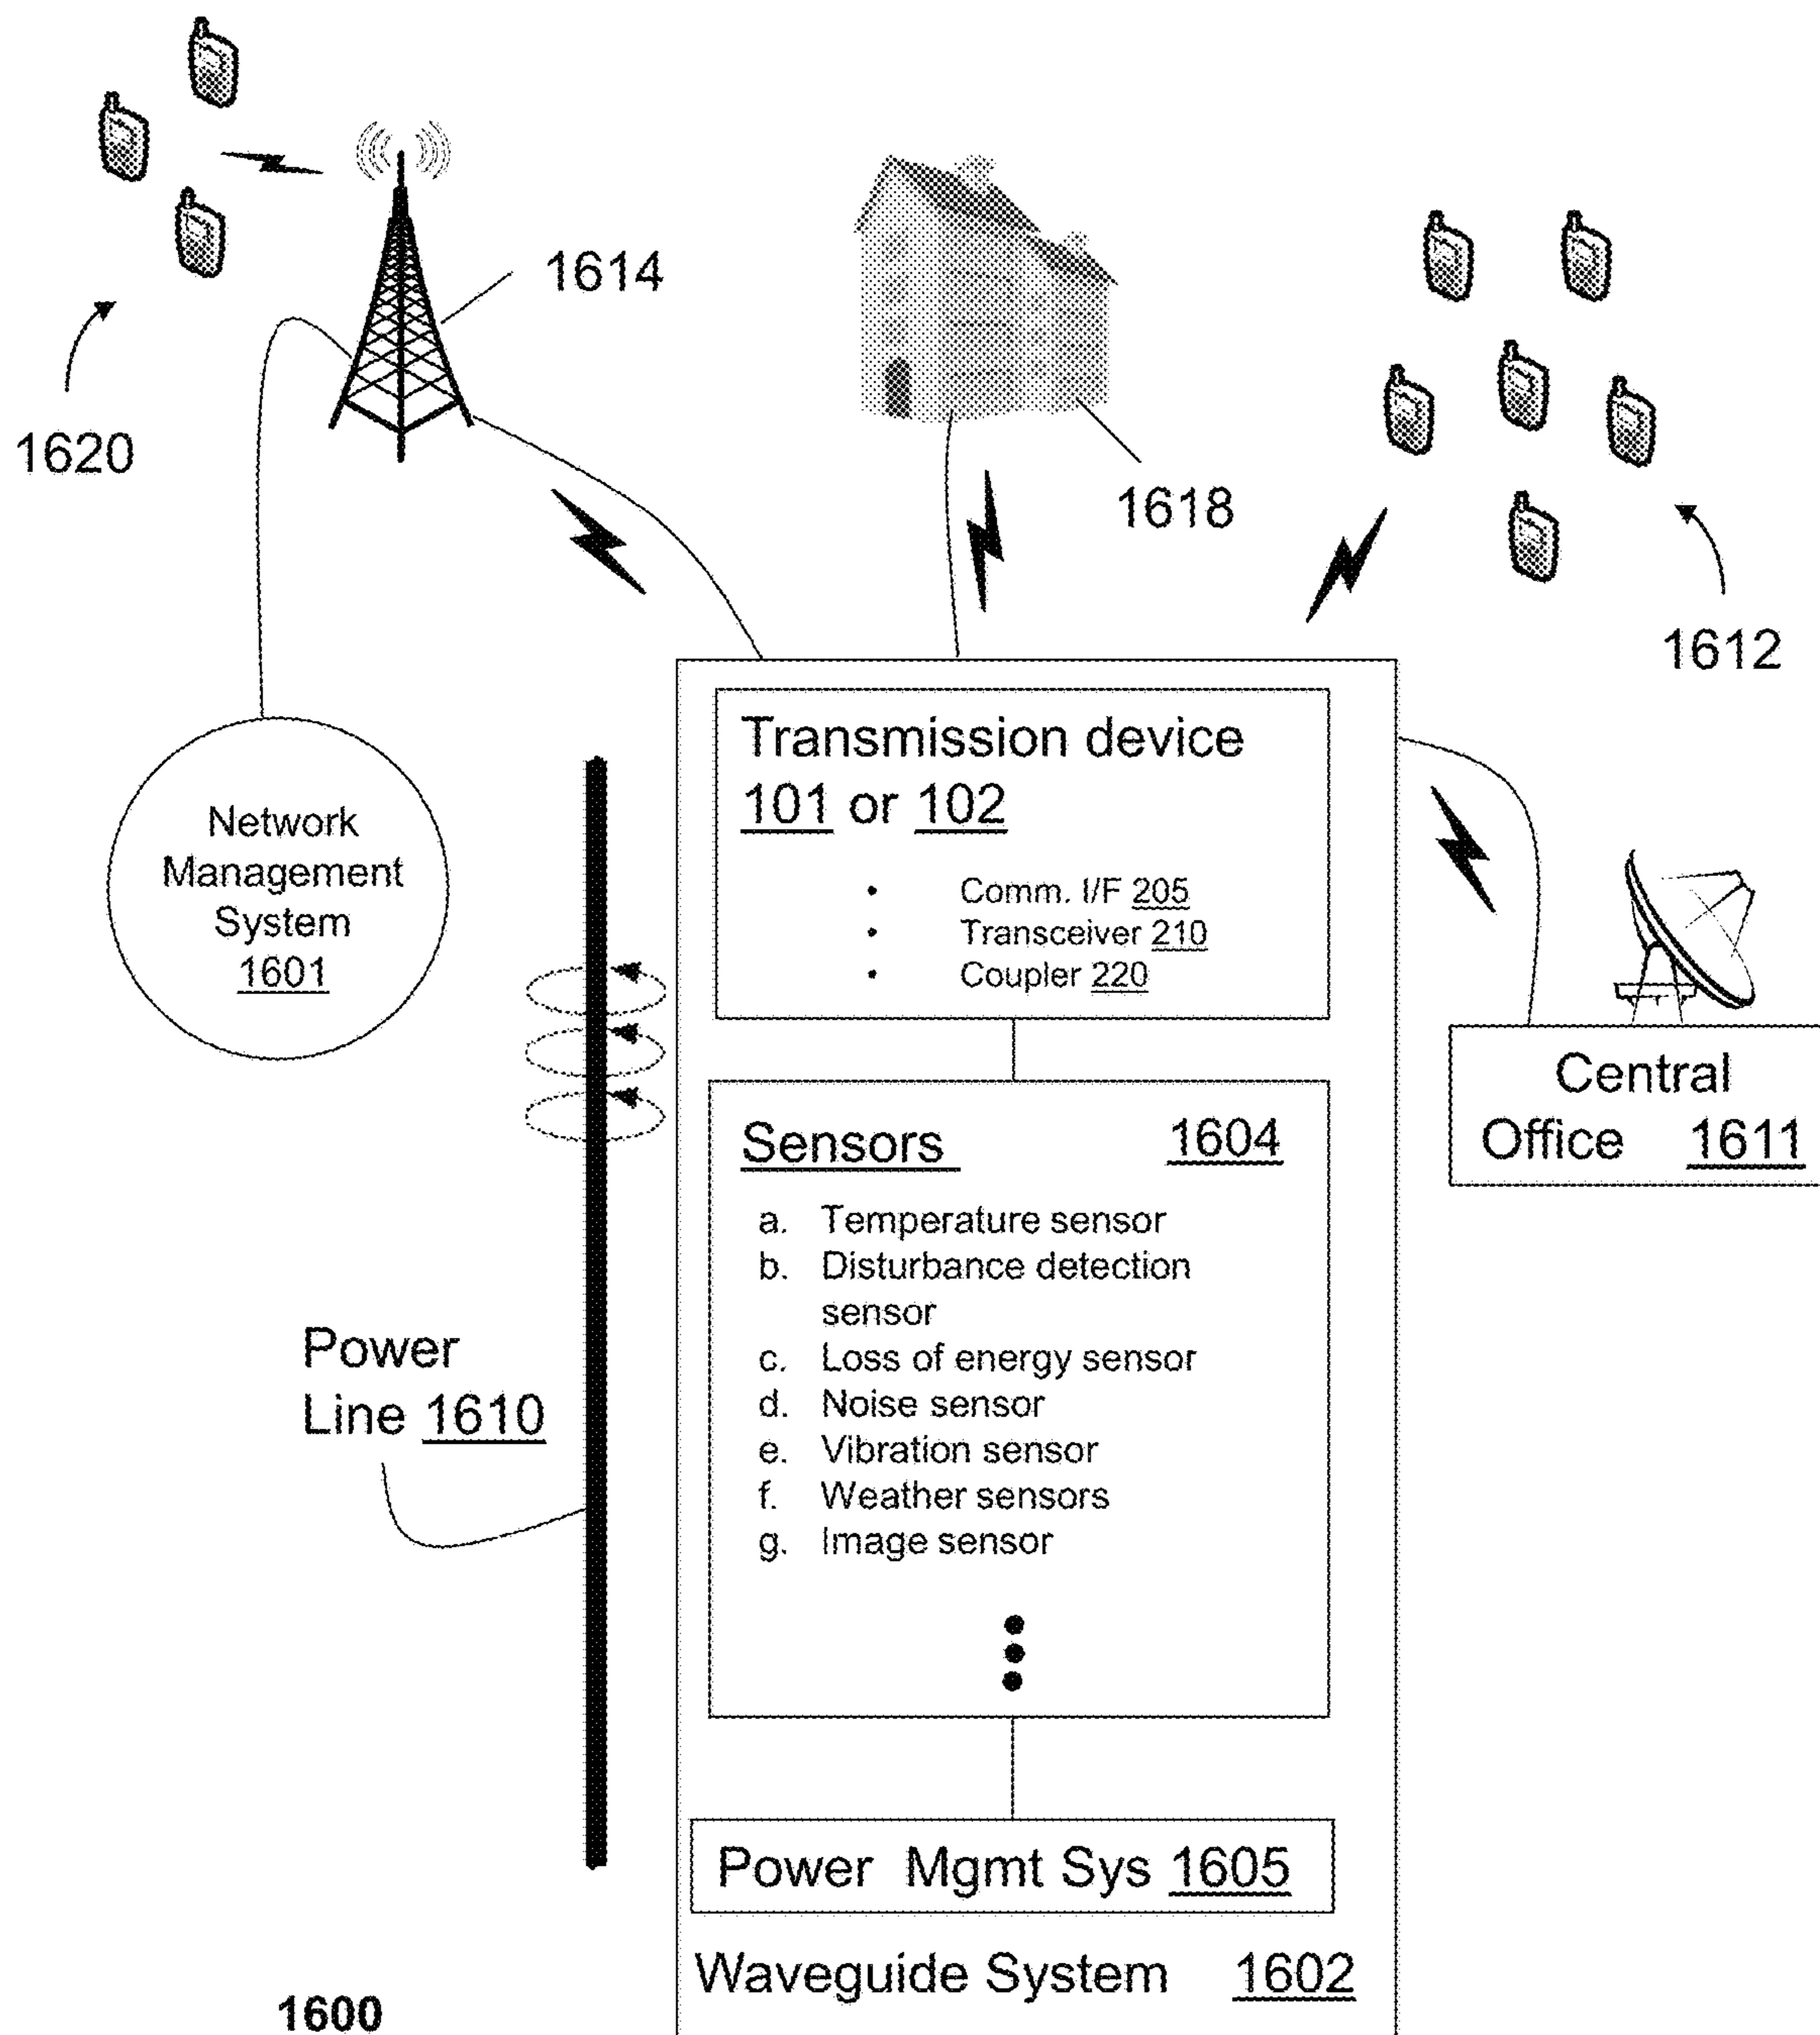 1614
1620
1618
1612
Network
Management
System
1601
Transmission device
101 or 102
• Comm. I/F 205
• Transceiver 210
• Coupler 220
Central
Office 1611
Sensors 1604
a. Temperature sensor
b. Disturbance detection
sensor
c. Loss of energy sensor
d. Noise sensor
e. Vibration sensor
f. Weather sensors
g. Image sensor
Power
Line 1610
Power Mgmt Sys 1605
Waveguide System 1602
1600